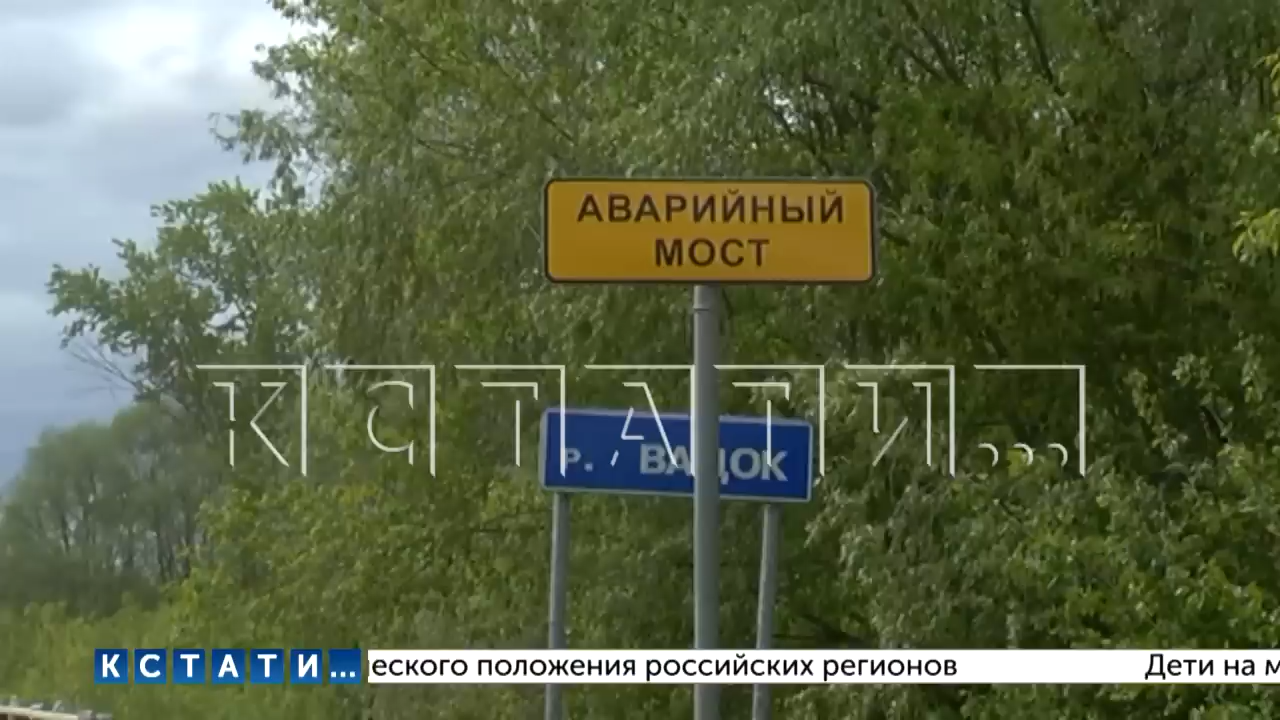 АВАРИЙНЫЙ
МОСТ
КСТАТИ...
р. ВАДОК
КСТАТИ... еского положения российских регионов Дети на м